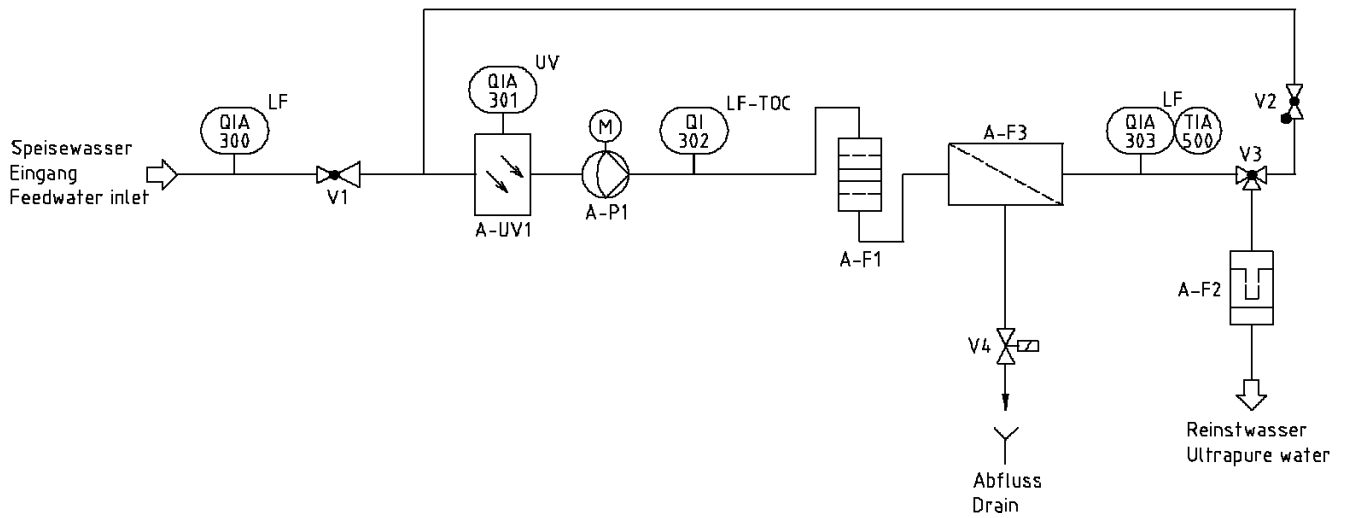 Speisewasser
Eingang
Feedwater inlet
QIA
300
LF
V1
QIA
301
UV
A-UV1
M
A-P1
QI
302
LF-TOC
A-F1
A-F3
V4
Abfluss
Drain
QIA
303
LF
TIA
500
V2
V3
A-F2
Reinstwasser
Ultrapure water